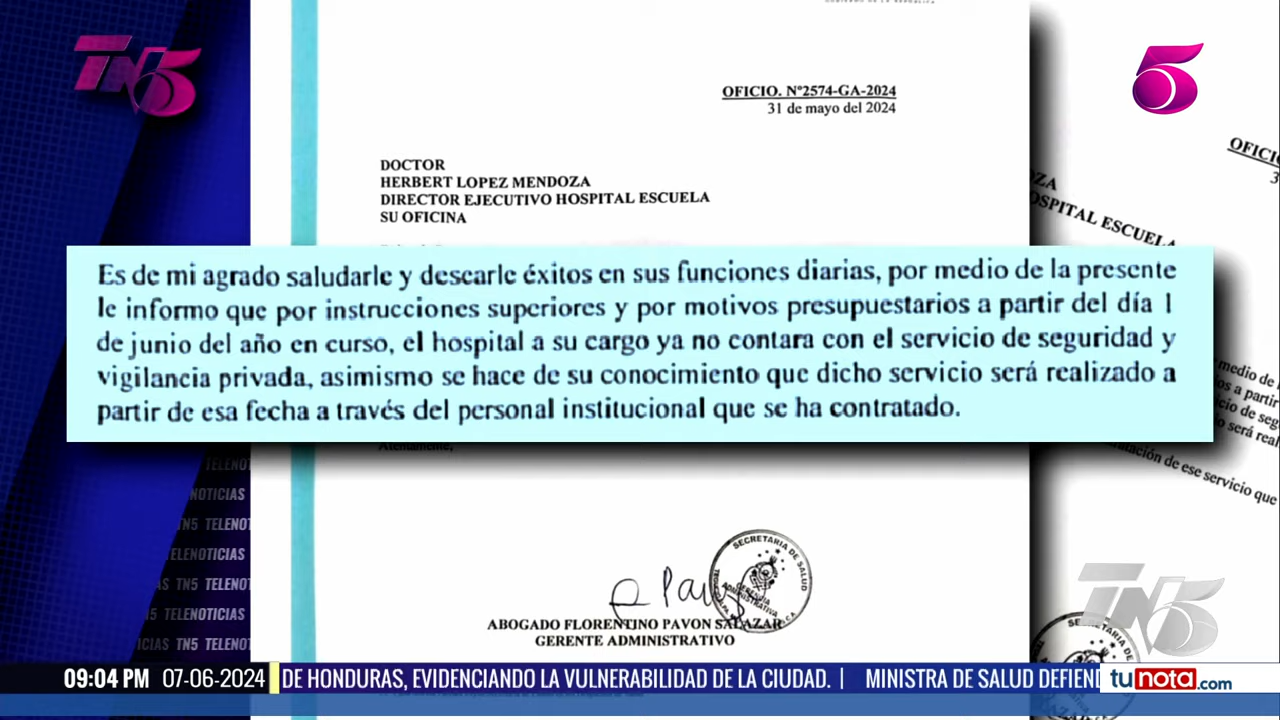 TN5
5
OFICIO. Nº2574-GA-2024
31 de mayo del 2024
DOCTOR
HERBERT LOPEZ MENDOZA
DIRECTOR EJECUTIVO HOSPITAL ESCUELA
SU OFICINA
Es de mi agrado saludarle y desearle éxitos en sus funciones diarias, por medio de la presente
le informo que por instrucciones superiores y por motivos presupuestarios a partir del día 1
de junio del año en curso, el hospital a su cargo ya no contara con el servicio de seguridad y
vigilancia privada, asimismo se hace de su conocimiento que dicho servicio será realizado a
partir de esa fecha a través del personal institucional que se ha contratado.
Atentamente,
SECRETARIA DE SALUD
GERENCIA
ADMINISTRATIVA
ABOGADO FLORENTINO PAVON SALAZAR
GERENTE ADMINISTRATIVO
OSPITAL ESCUELA
TELENOTICIAS
TN5
09:04 PM 07-06-2024 DE HONDURAS, EVIDENCIANDO LA VULNERABILIDAD DE LA CIUDAD. | MINISTRA DE SALUD DEFIEND
tunota.com